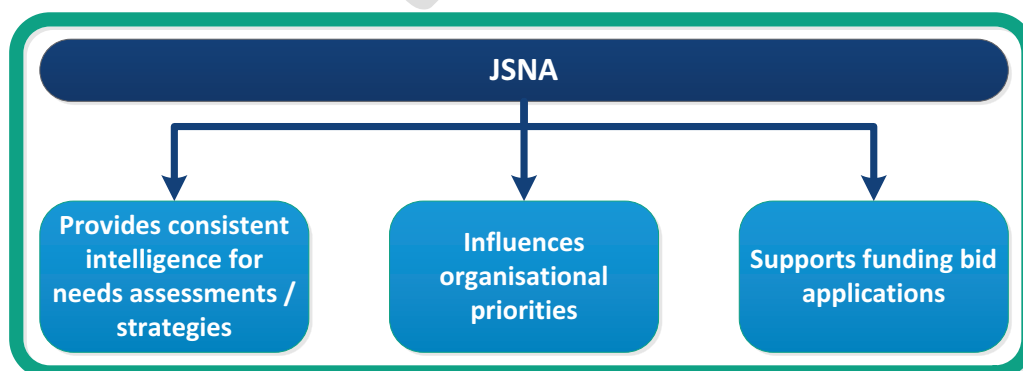 JSNA
Provides consistent
intelligence for
needs assessments /
strategies
Influences
organisational
priorities
Supports funding bid
applications